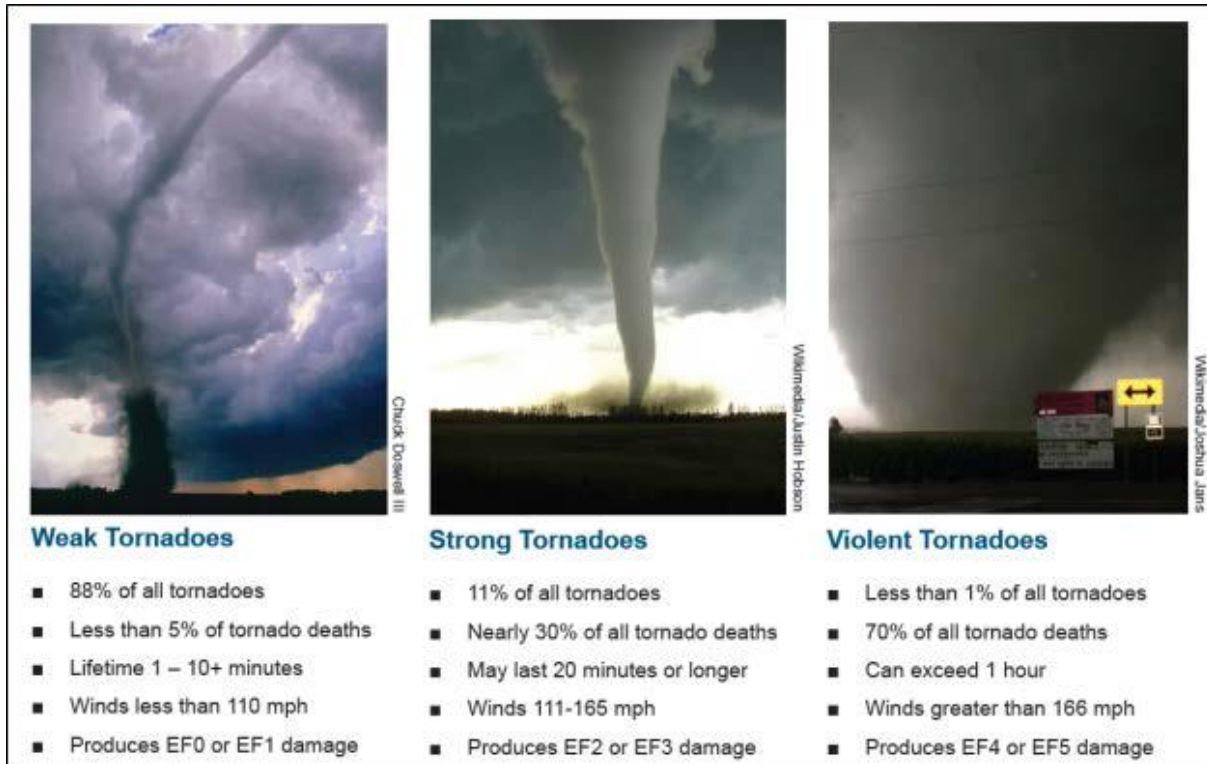 Chuck Doswell III
Wikimedia/Justin Hobson
Wikimedia/Joshua Jans
Weak Tornadoes
■ 88% of all tornadoes
■ Less than 5% of tornado deaths
■ Lifetime 1 – 10+ minutes
■ Winds less than 110 mph
■ Produces EF0 or EF1 damage
Strong Tornadoes
■ 11% of all tornadoes
■ Nearly 30% of all tornado deaths
■ May last 20 minutes or longer
■ Winds 111-165 mph
■ Produces EF2 or EF3 damage
Violent Tornadoes
■ Less than 1% of all tornadoes
■ 70% of all tornado deaths
■ Can exceed 1 hour
■ Winds greater than 166 mph
■ Produces EF4 or EF5 damage